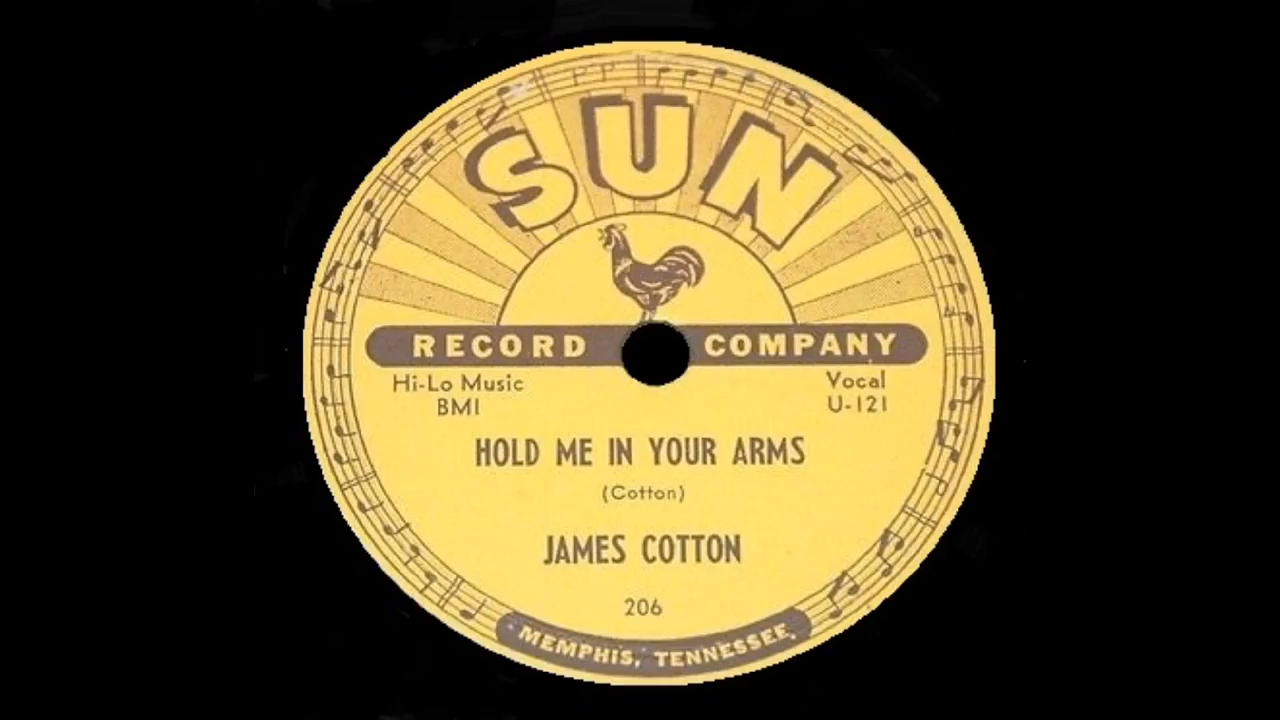 SUN
RECORD COMPANY
Hi-Lo Music
BMI
Vocal
U-121
HOLD ME IN YOUR ARMS
(Cotton)
JAMES COTTON
206
MEMPHIS, TENNESSEE